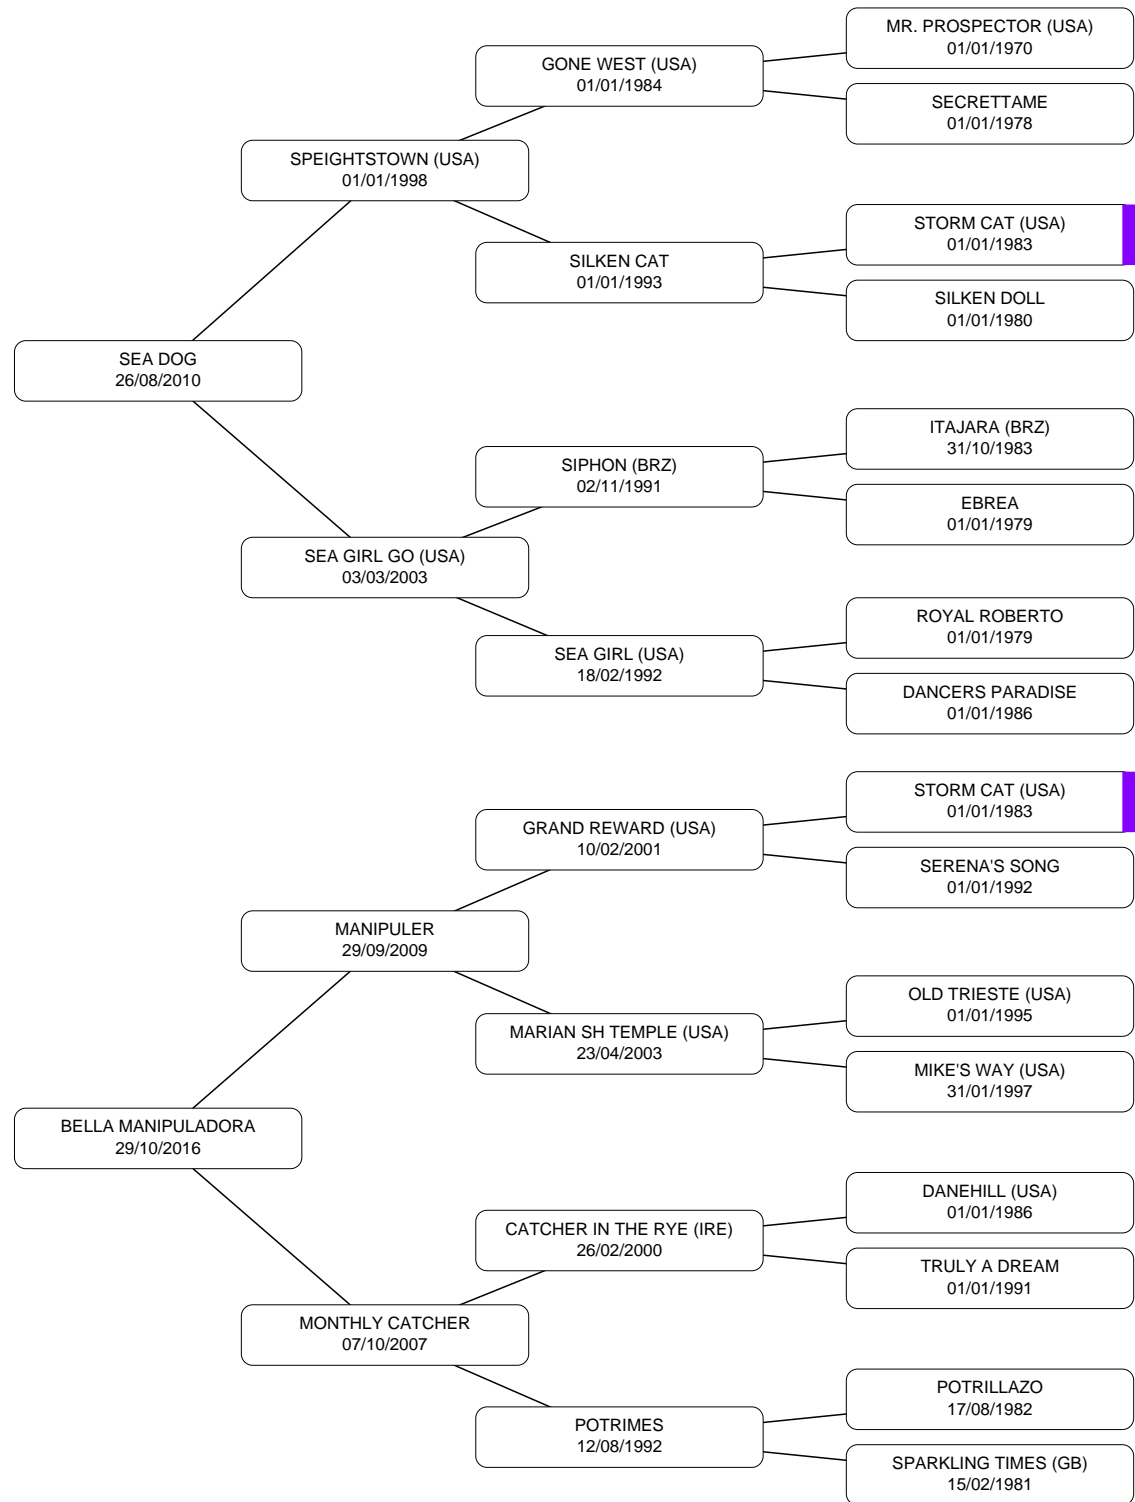 MR. PROSPECTOR (USA)
01/01/1970
GONE WEST (USA)
01/01/1984
SECRETTAME
01/01/1978
SPEIGHTSTOWN (USA)
01/01/1998
STORM CAT (USA)
01/01/1983
SILKEN CAT
01/01/1993
SILKEN DOLL
01/01/1980
SEA DOG
26/08/2010
ITAJARA (BRZ)
31/10/1983
SIPHON (BRZ)
02/11/1991
EBREA
01/01/1979
SEA GIRL GO (USA)
03/03/2003
ROYAL ROBERTO
01/01/1979
SEA GIRL (USA)
18/02/1992
DANCERS PARADISE
01/01/1986
STORM CAT (USA)
01/01/1983
GRAND REWARD (USA)
10/02/2001
SERENA'S SONG
01/01/1992
MANIPULER
29/09/2009
OLD TRIESTE (USA)
01/01/1995
MARIAN SH TEMPLE (USA)
23/04/2003
MIKE'S WAY (USA)
31/01/1997
BELLA MANIPULADORA
29/10/2016
DANEHILL (USA)
01/01/1986
CATCHER IN THE RYE (IRE)
26/02/2000
TRULY A DREAM
01/01/1991
MONTHLY CATCHER
07/10/2007
POTRILLAZO
17/08/1982
POTRIMES
12/08/1992
SPARKLING TIMES (GB)
15/02/1981